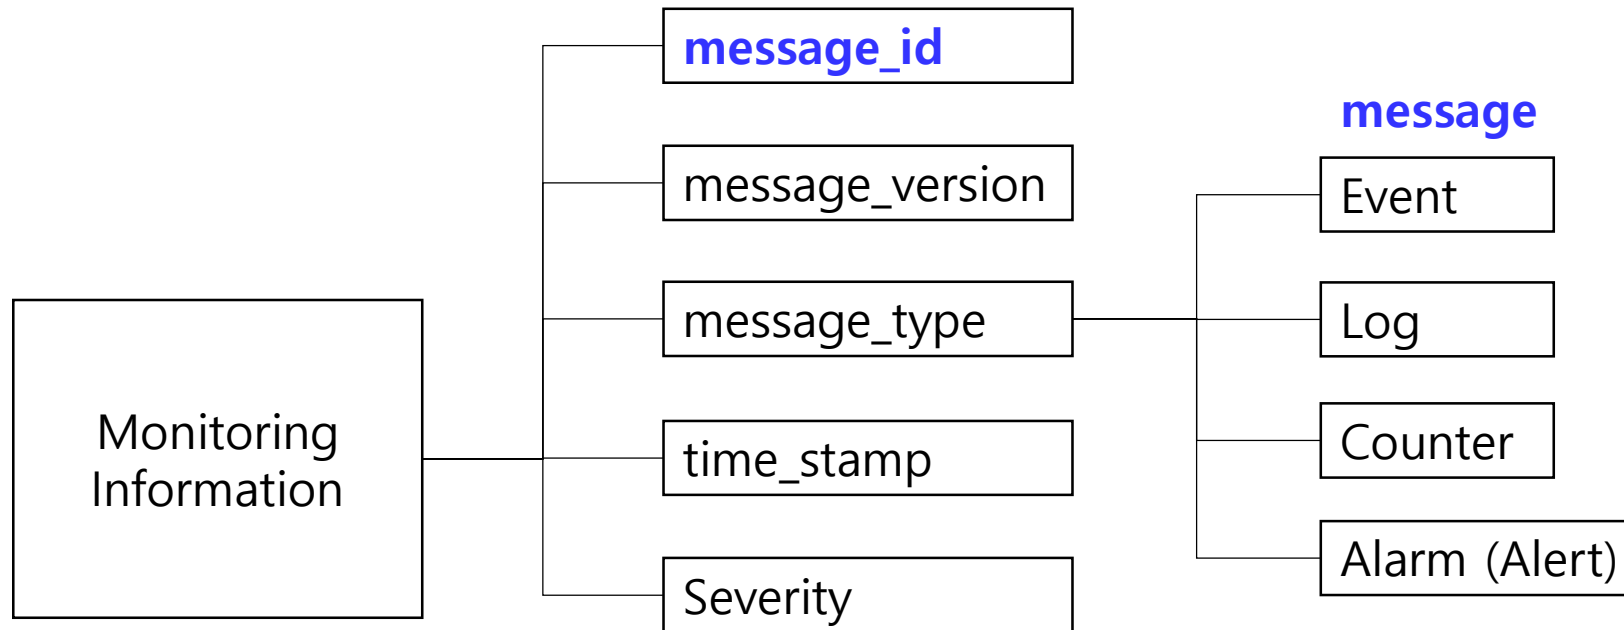 message_id
message
message_version
Event
message_type
Log
Monitoring
Information
time_stamp
Counter
Severity
Alarm (Alert)